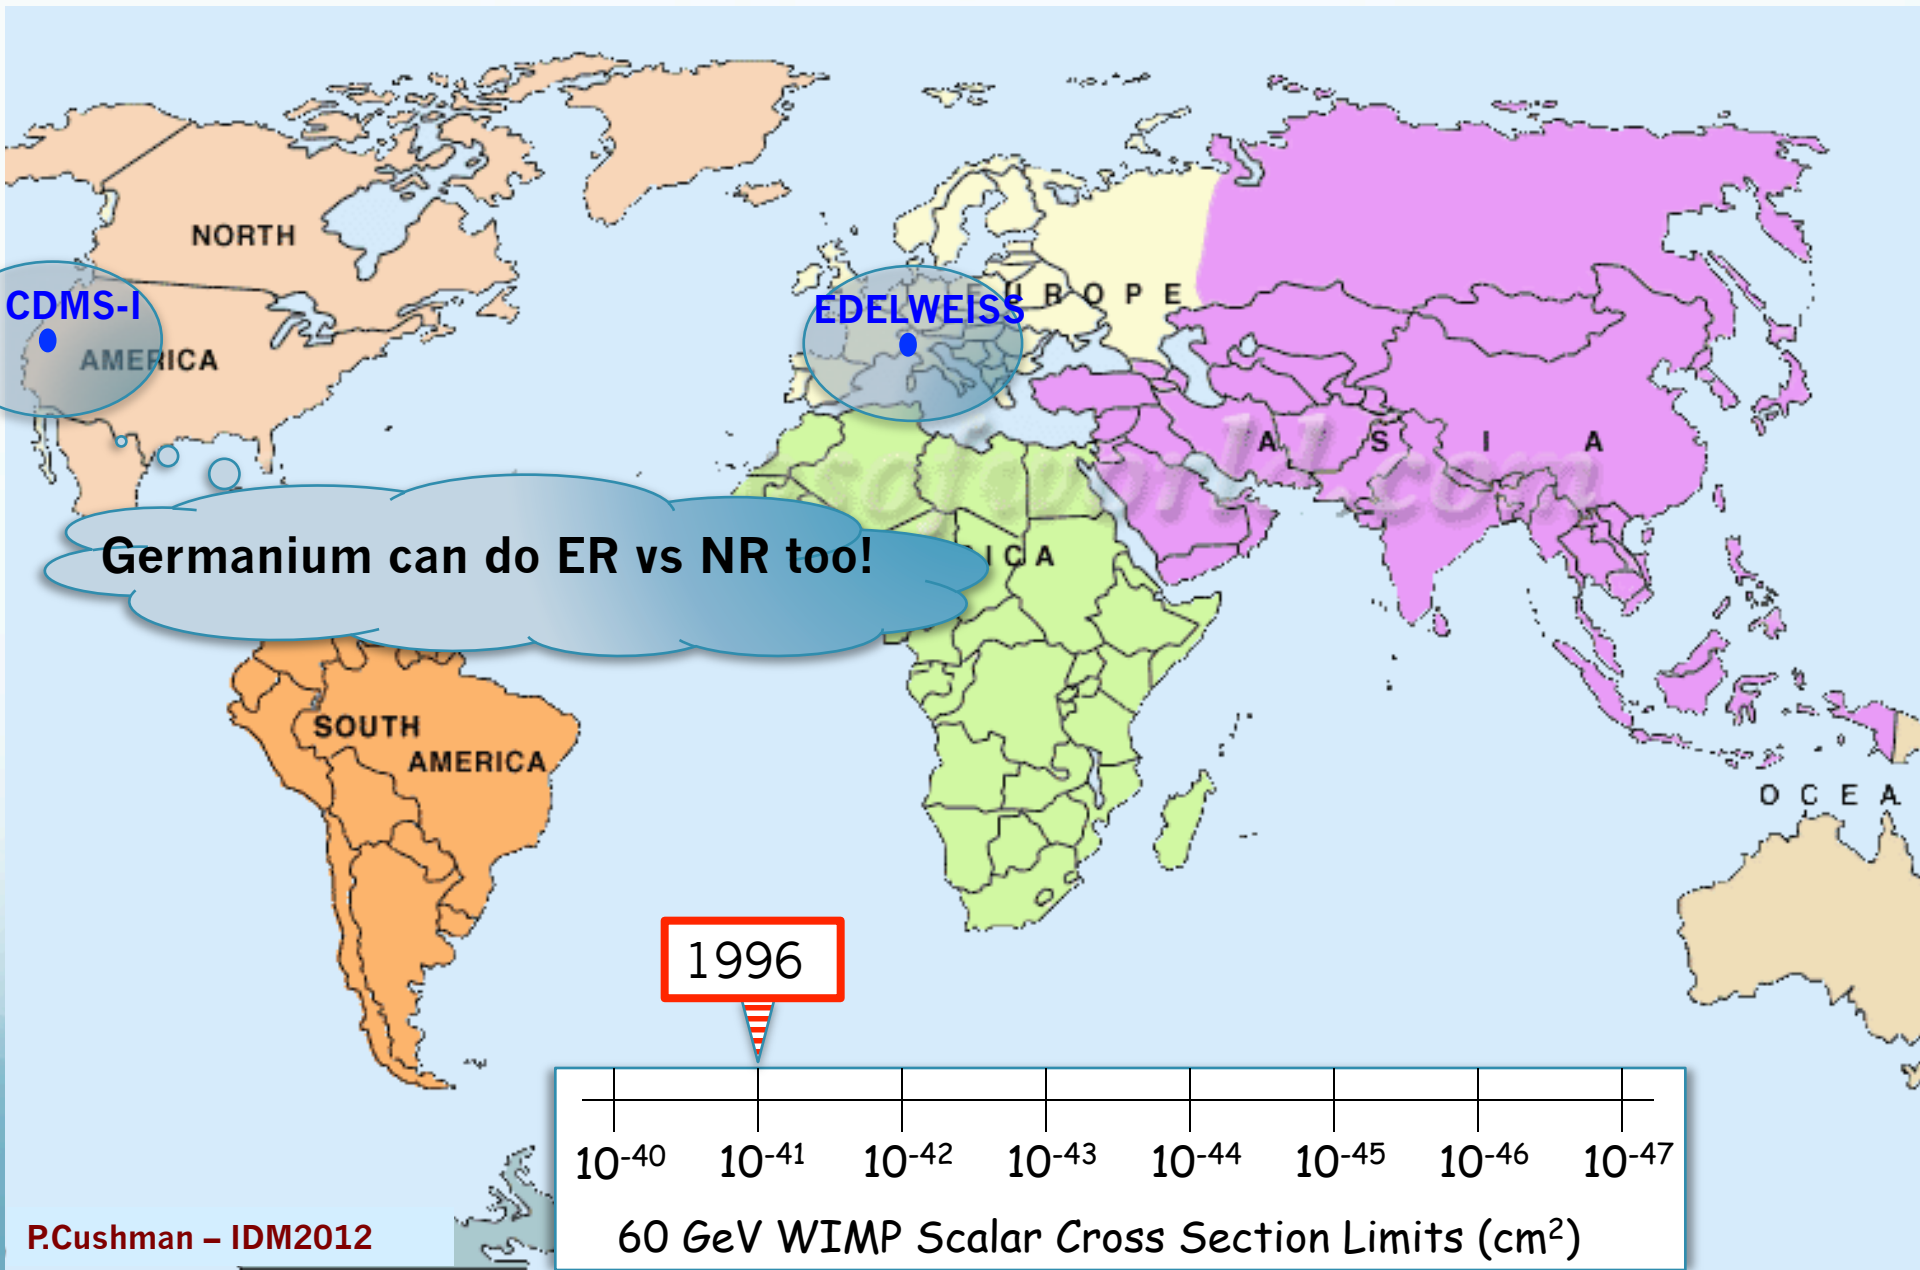 NORTH
AMERICA
CDMS-I
EDELWEISS
EUROPE
ASIA
Germanium can do ER vs NR too!
ICA
SOUTH
AMERICA
OCEA
1996
10-40 10-41 10-42 10-43 10-44 10-45 10-46 10-47
60 GeV WIMP Scalar Cross Section Limits (cm2)
P.Cushman – IDM2012